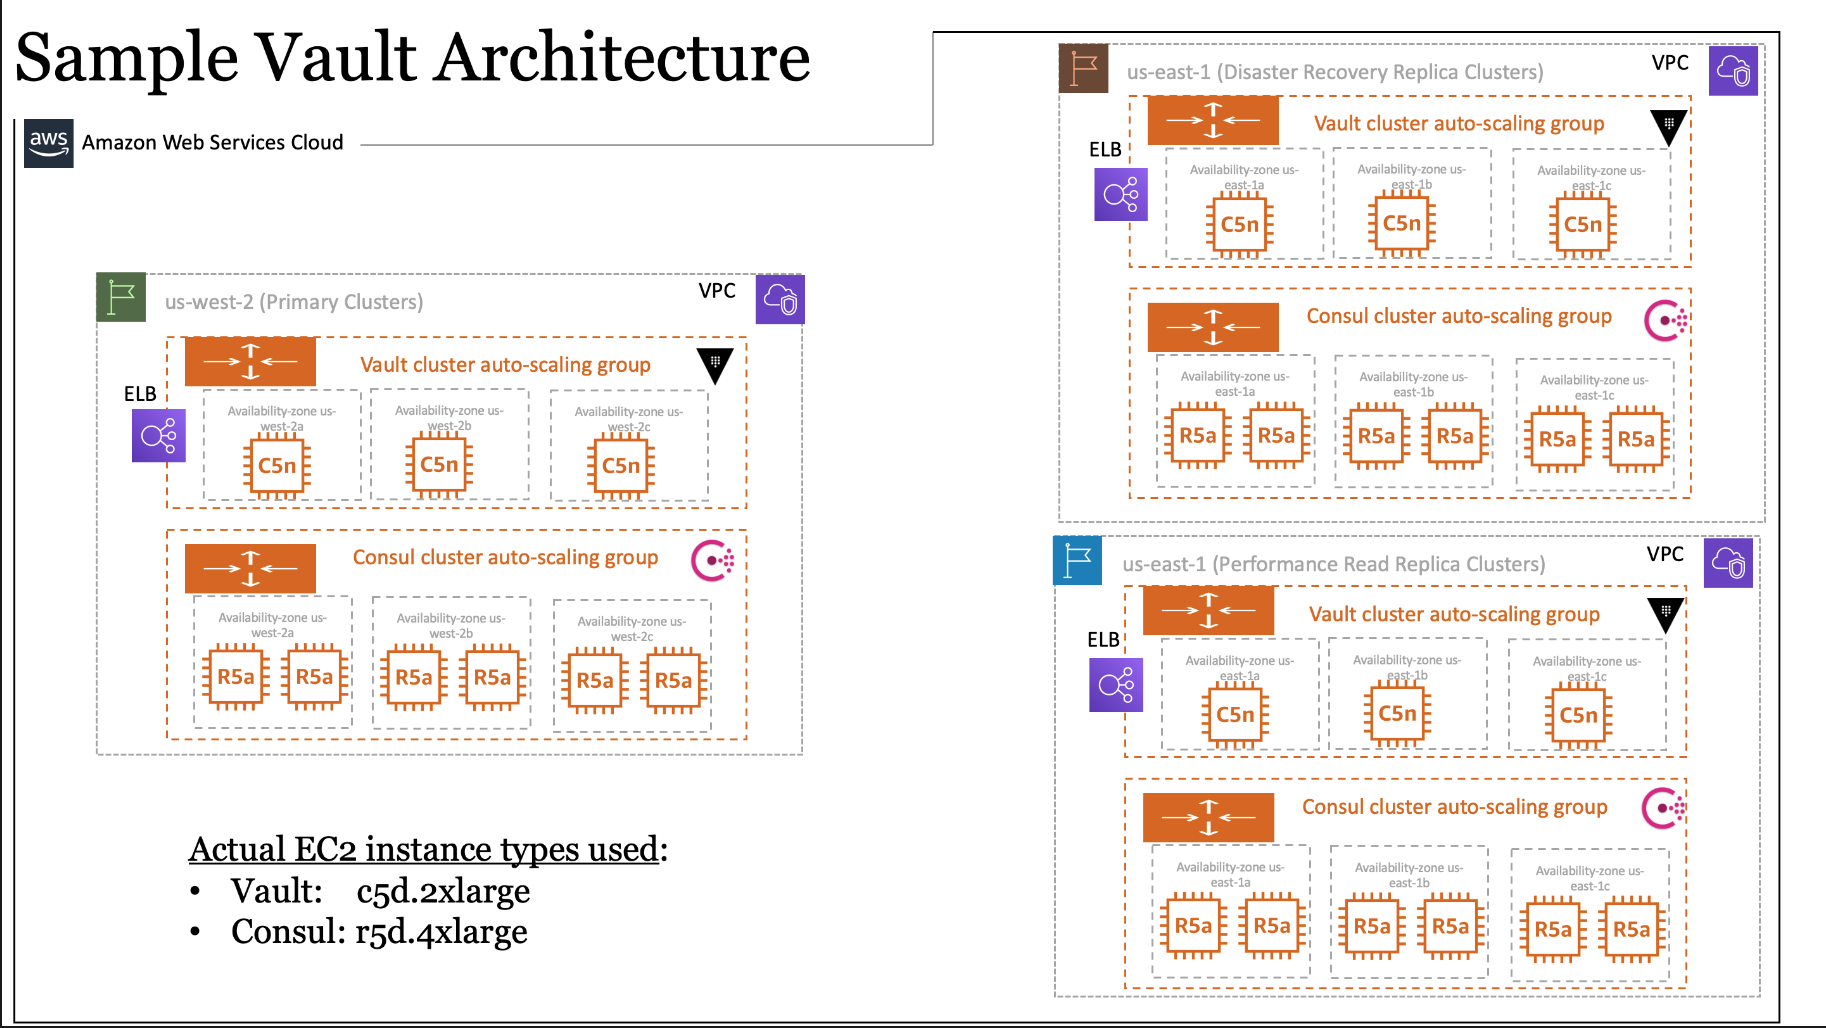 Sample Vault Architecture
aws
Amazon Web Services Cloud
us-west-2 (Primary Clusters)
VPC
Vault cluster auto-scaling group
ELB
Availability-zone us-
west-2a
C5n
Availability-zone us-
west-2b
C5n
Availability-zone us-
west-2c
C5n
Consul cluster auto-scaling group
Availability-zone us-
west-2a
R5a R5a
Availability-zone us-
west-2b
R5a R5a
Availability-zone us-
west-2c
R5a R5a
Actual EC2 instance types used:
• Vault: c5d.2xlarge
• Consul: r5d.4xlarge
us-east-1 (Disaster Recovery Replica Clusters)
VPC
Vault cluster auto-scaling group
ELB
Availability-zone us-
east-1a
C5n
Availability-zone us-
east-1b
C5n
Availability-zone us-
east-1c
C5n
Consul cluster auto-scaling group
Availability-zone us-
east-1a
R5a R5a
Availability-zone us-
east-1b
R5a R5a
Availability-zone us-
east-1c
R5a R5a
us-east-1 (Performance Read Replica Clusters)
VPC
Vault cluster auto-scaling group
ELB
Availability-zone us-
east-1a
C5n
Availability-zone us-
east-1b
C5n
Availability-zone us-
east-1c
C5n
Consul cluster auto-scaling group
Availability-zone us-
east-1a
R5a R5a
Availability-zone us-
east-1b
R5a R5a
Availability-zone us-
east-1c
R5a R5a